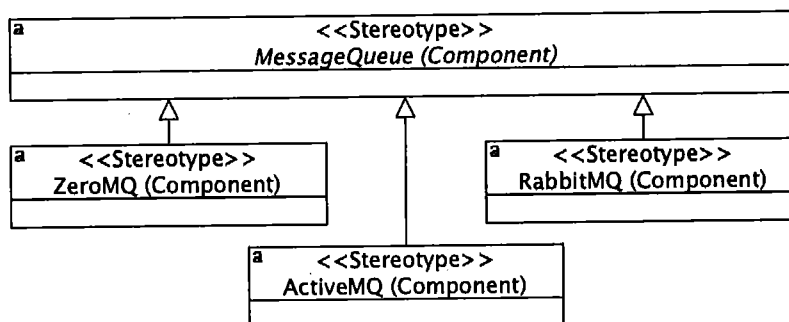 a
<<Stereotype>>
MessageQueue (Component)
a
<<Stereotype>>
ZeroMQ (Component)
a
<<Stereotype>>
RabbitMQ (Component)
a
<<Stereotype>>
ActiveMQ (Component)